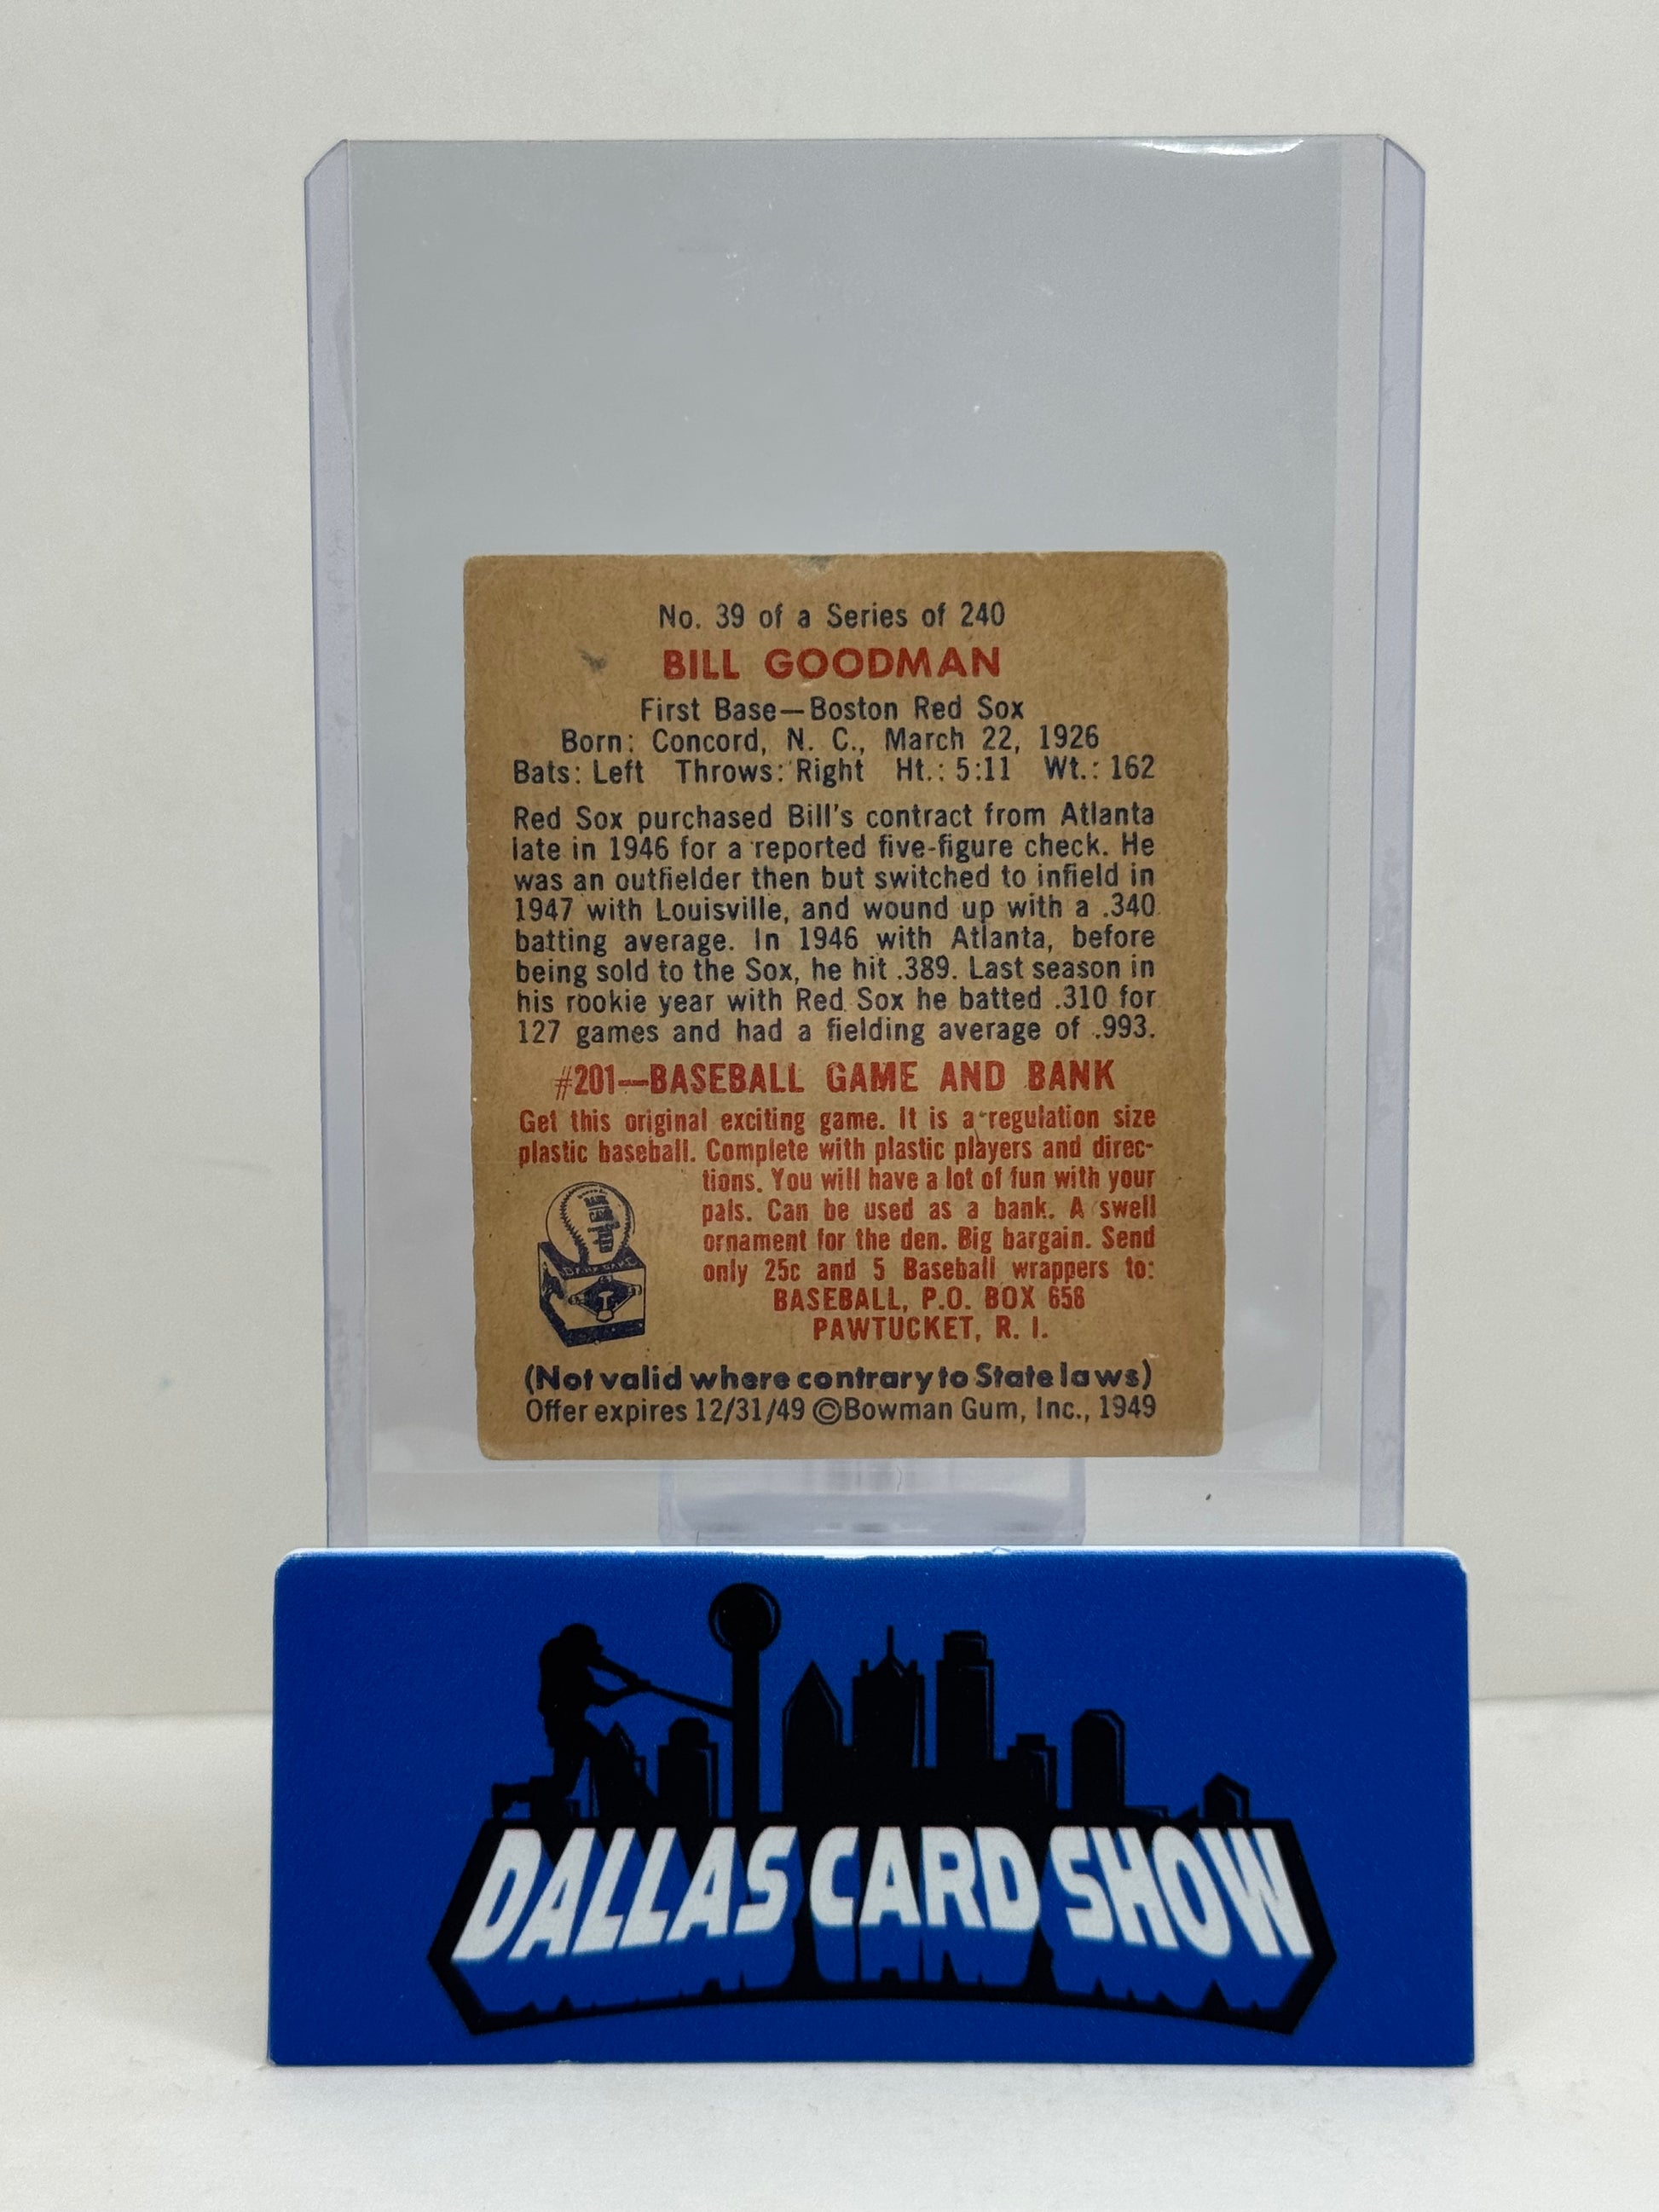 No. 39 of a Series of 240
BILL GOODMAN
First Base—Boston Red Sox
Born: Concord, N. C., March 22, 1926
Bats: Left Throws: Right Ht.: 5:11 Wt.: 162
Red Sox purchased Bill's contract from Atlanta
late in 1946 for a reported five-figure check. He
was an outfielder then but switched to infield in
1947 with Louisville, and wound up with a .340
batting average. In 1946 with Atlanta, before
being sold to the Sox, he hit .389. Last season in
his rookie year with Red Sox he batted .310 for
127 games and had a fielding average of .993.
#201—BASEBALL GAME AND BANK
Get this original exciting game. It is a regulation size
plastic baseball. Complete with plastic players and direc-
tions. You will have a lot of fun with your
pals. Can be used as a bank. A swell
ornament for the den. Big bargain. Send
only 25c and 5 Baseball wrappers to:
BASEBALL, P.O. BOX 658
PAWTUCKET, R. I.
(Not valid where contrary to State laws)
Offer expires 12/31/49 ©Bowman Gum, Inc., 1949
DALLAS CARD SHOW